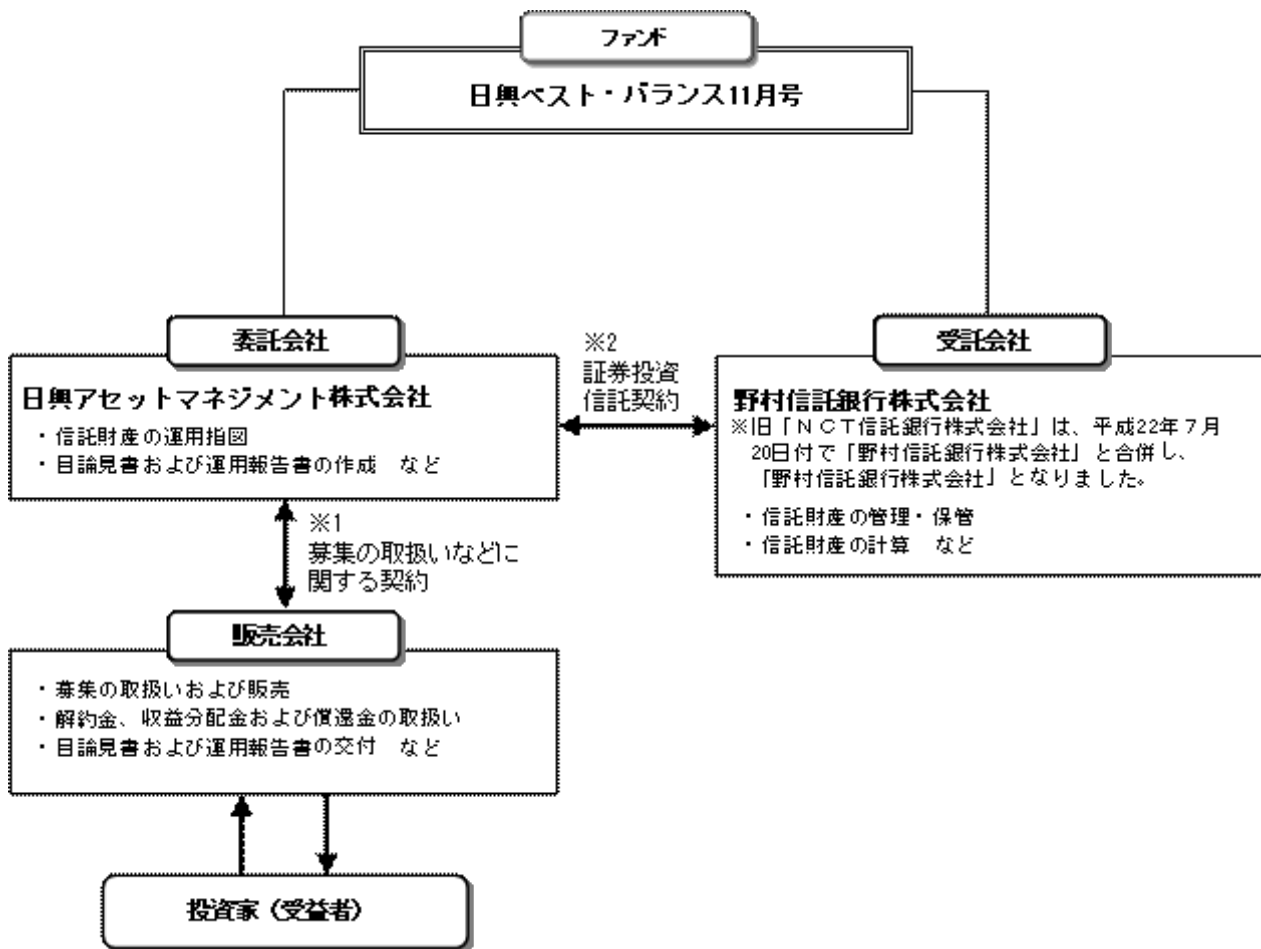 ファンド
日興ベスト・バランス11月号
委託会社
日興アセットマネジメント株式会社
・信託財産の運用指図
・目論見書および運用報告書の作成　など
※2
証券投資
信託契約
受託会社
野村信託銀行株式会社
※旧「ＮＣＴ信託銀行株式会社」は、平成22年７月
20日付で「野村信託銀行株式会社」と合併し、
「野村信託銀行株式会社」となりました。
・信託財産の管理・保管
・信託財産の計算　など
※1
募集の取扱いなどに
関する契約
販売会社
・募集の取扱いおよび販売
・解約金、収益分配金および償還金の取扱い
・目論見書および運用報告書の交付　など
投資家（受益者）